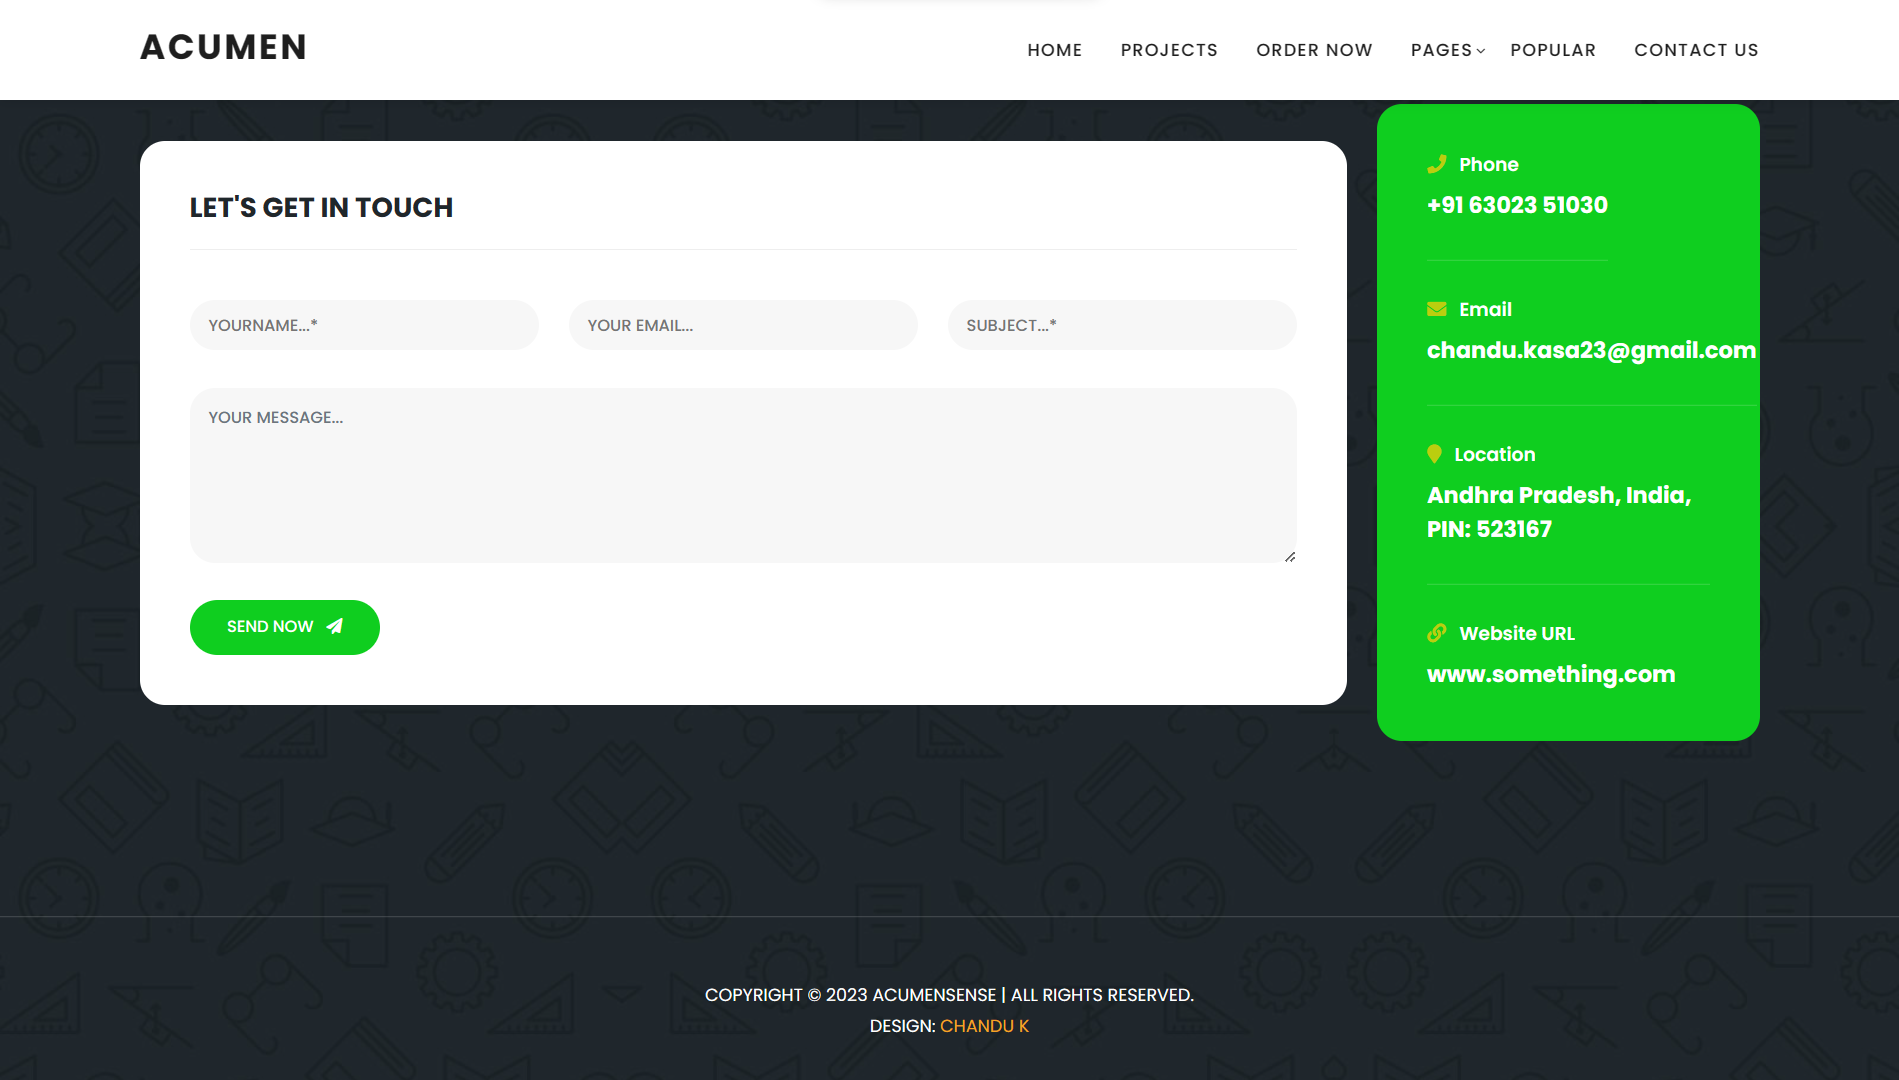 ACUMEN
HOME PROJECTS ORDER NOW PAGES POPULAR CONTACT US
LET'S GET IN TOUCH
YOURNAME...* YOUR EMAIL... SUBJECT...*
YOUR MESSAGE...
SEND NOW
Phone
+91 63023 51030
Email
chandu.kasa23@gmail.com
Location
Andhra Pradesh, India,
PIN: 523167
Website URL
www.something.com
COPYRIGHT © 2023 ACUMENSENSE | ALL RIGHTS RESERVED.
DESIGN: CHANDU K